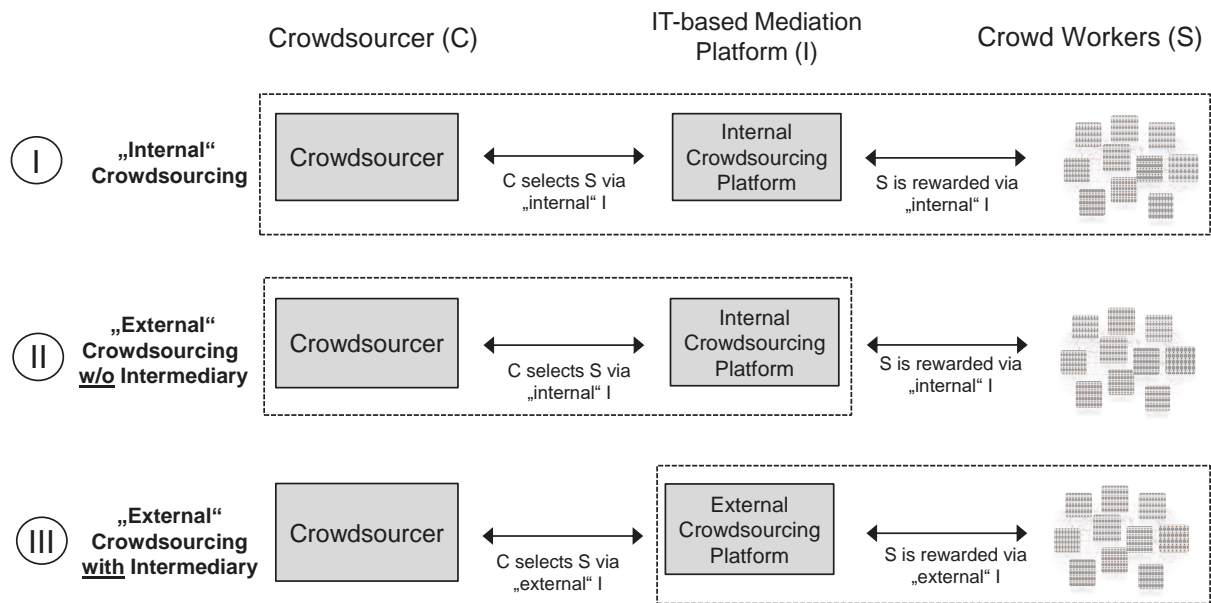 Crowdsourcer (C)
IT-based Mediation
Platform (I)
Crowd Workers (S)
I
„Internal“
Crowdsourcing
Crowdsourcer
C selects S via
„internal“ I
Internal
Crowdsourcing
Platform
S is rewarded via
„internal“ I
II
„External“
Crowdsourcing
w/o Intermediary
Crowdsourcer
C selects S via
„internal“ I
Internal
Crowdsourcing
Platform
S is rewarded via
„internal“ I
III
„External“
Crowdsourcing
with Intermediary
Crowdsourcer
C selects S via
„external“ I
External
Crowdsourcing
Platform
S is rewarded via
„external“ I